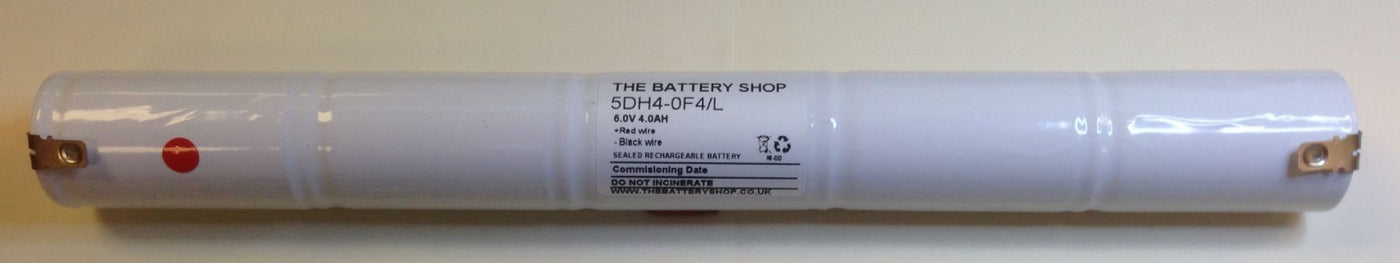 THE BATTERY SHOP
5DH4-0F4/L
6.0V 4.0AH
+Red wire
- Black wire
SEALED RECHARGEABLE BATTERY
Commisioning Date
DO NOT INCINERATE
WWW.THEBATTERYSHOP.CO.UK